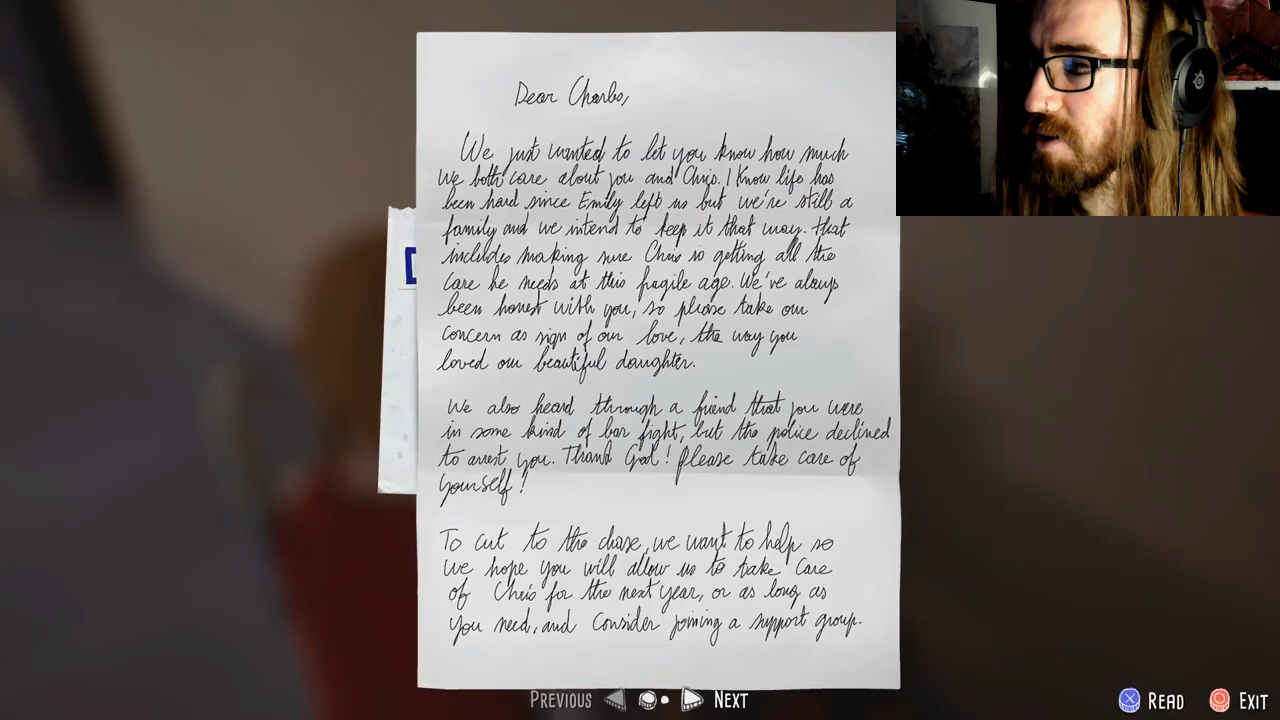 Dear Charles,
We just wanted to let you know how much
we both care about you and Chris. I know life has
been hard since Emily left us but we're still a
family and we intend to keep it that way. That
includes making sure Chris is getting all the
care he needs at this fragile age. We've always
been honest with you, so please take our
concern as sign of our love, the way you
loved our beautiful daughter.
We also heard through a friend that you were
in some kind of bar fight, but the police declined
to arrest you. Thank God! please take care of
yourself!
To cut to the chase, we want to help so
we hope you will allow us to take care
of Chris for the next year, or as long as
you need, and consider joining a support group.
PREVIOUS NEXT READ EXIT